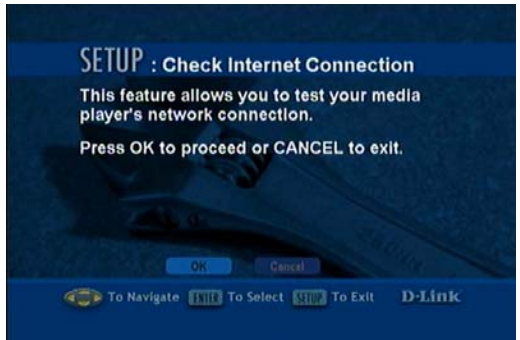 SETUP : Check Internet Connection
This feature allows you to test your media
player's network connection.
Press OK to proceed or CANCEL to exit.
OK Cancel
To Navigate ENTER To Select SETUP To Exit D-Link